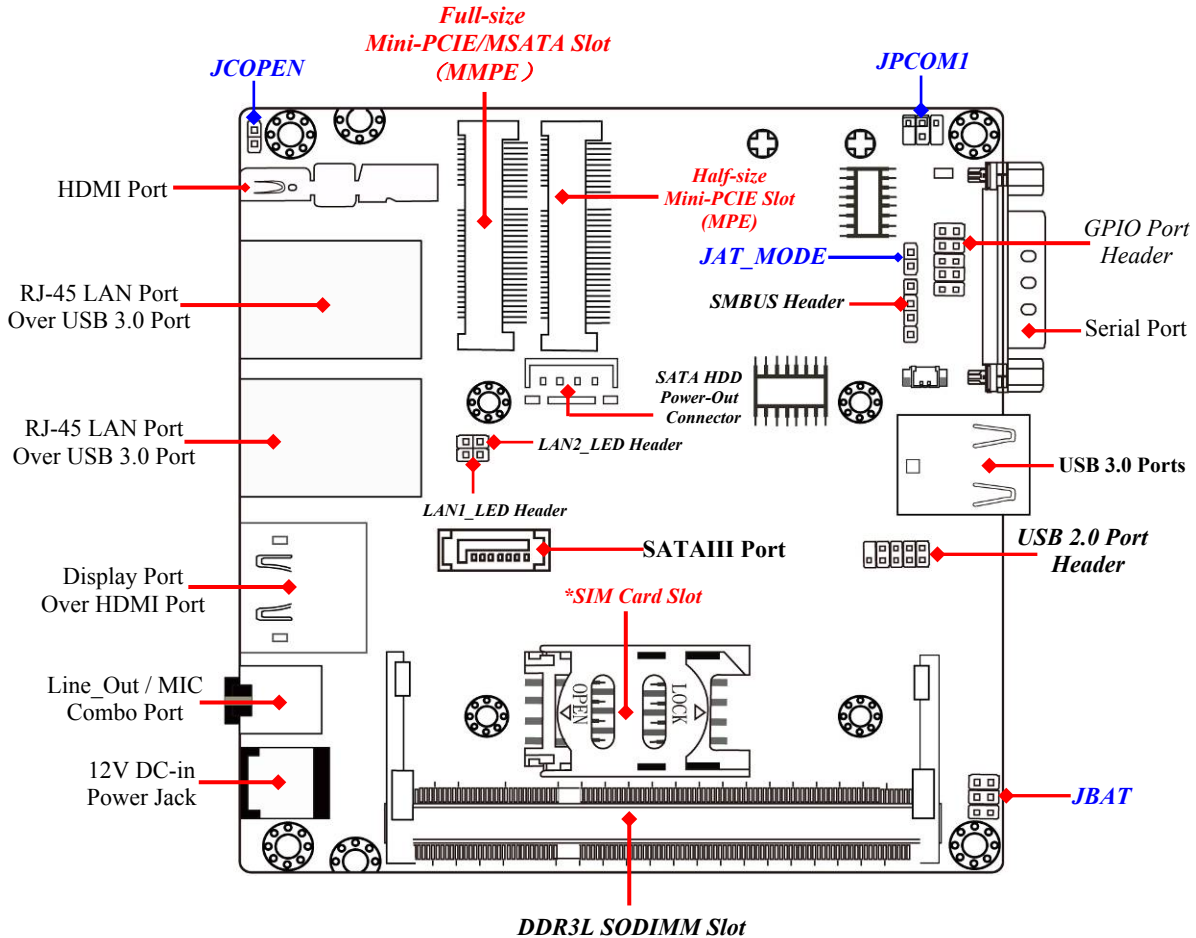 Full-size
Mini-PCIE/MSATA Slot
（MMPE）
JCOPEN
JPCOM1
HDMI Port
Half-size
Mini-PCIE Slot
(MPE)
GPIO Port
Header
JAT_MODE
SMBUS Header
RJ-45 LAN Port
Over USB 3.0 Port
Serial Port
SATA HDD
Power-Out
Connector
RJ-45 LAN Port
Over USB 3.0 Port
LAN2_LED Header
USB 3.0 Ports
LAN1_LED Header
SATAIII Port
USB 2.0 Port
Header
Display Port
Over HDMI Port
*SIM Card Slot
OPEN
LOCK
Line_Out / MIC
Combo Port
12V DC-in
Power Jack
JBAT
DDR3L SODIMM Slot